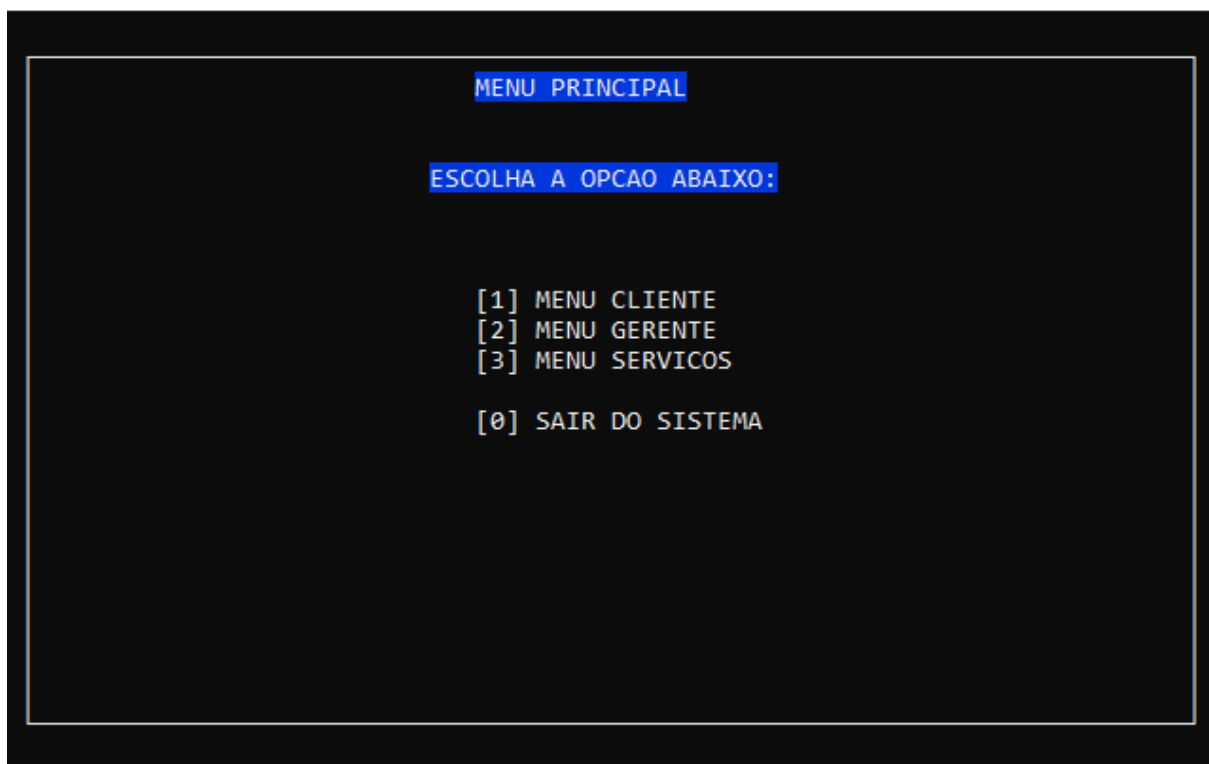 MENU PRINCIPAL
ESCOLHA A OPCAO ABAIXO:
[1] MENU CLIENTE
[2] MENU GERENTE
[3] MENU SERVICOS
[0] SAIR DO SISTEMA